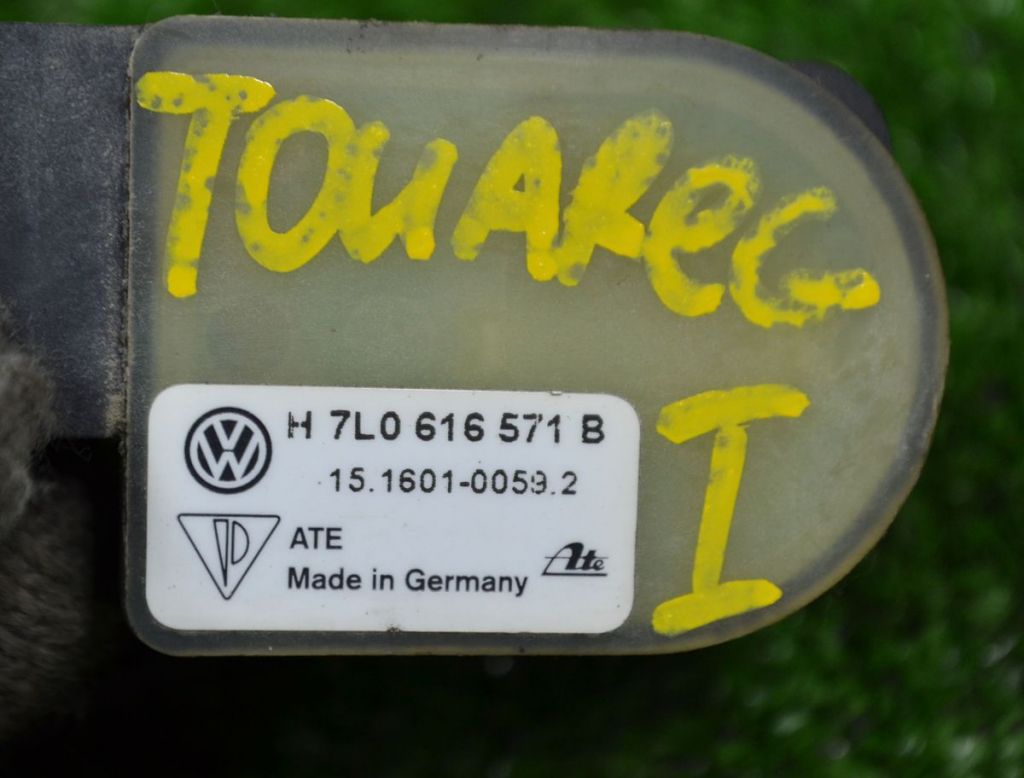 TOUAREG
I
H 7L0 616 571 B
15.1601-0059.2
ATE
Made in Germany
Ate